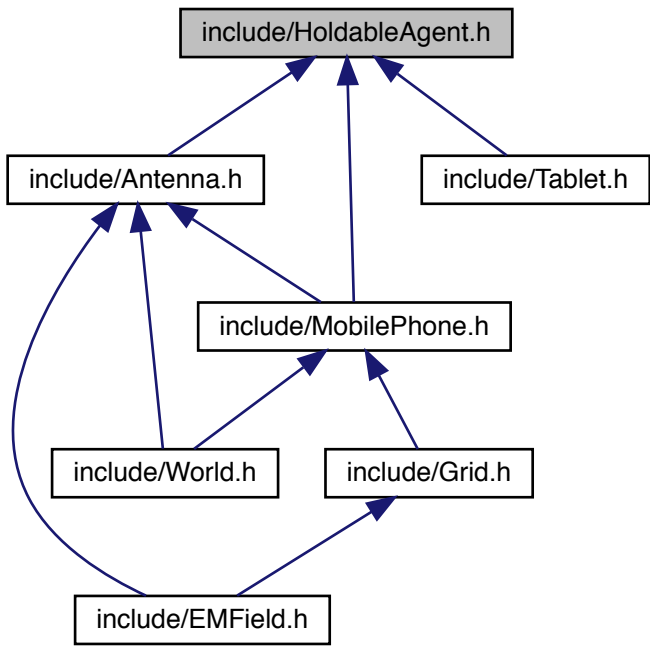 include/HoldableAgent.h
include/Antenna.h
include/Tablet.h
include/MobilePhone.h
include/World.h
include/Grid.h
include/EMField.h